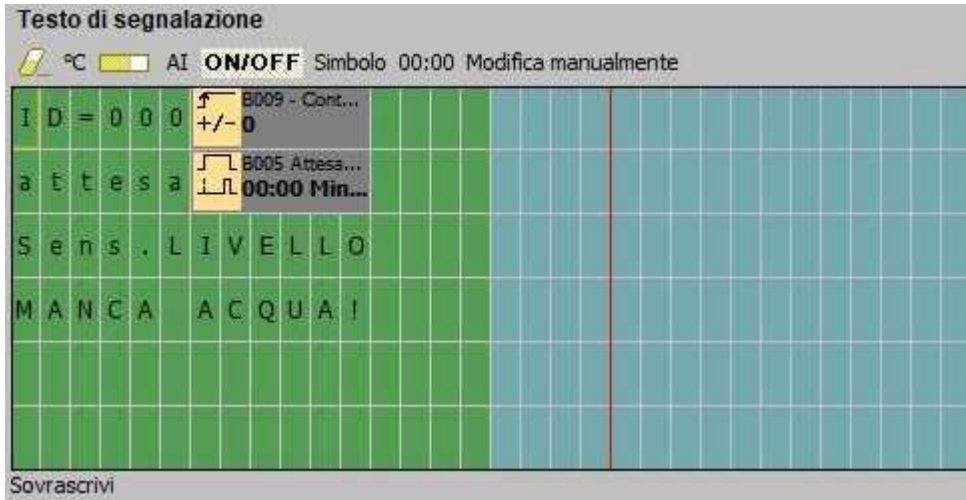 Testo di segnalazione
°C AI ON/OFF Simbolo 00:00 Modifica manualmente
ID=000 +/- B009 - Cont... 0
attesa B005 Attesa... 00:00 Min...
Sens.LIVELLO
MANCA ACQUA!
Sovrascrivi